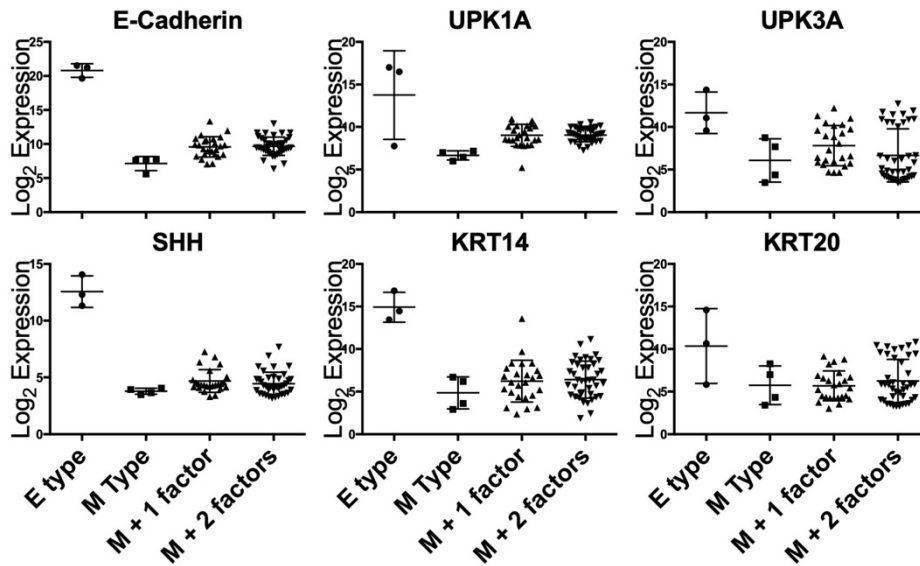 E-Cadherin
Log2 Expression
25
20
15
10
5
0
UPK1A
Log2 Expression
20
15
10
5
0
UPK3A
Log2 Expression
20
15
10
5
0
SHH
Log2 Expression
15
10
5
0
KRT14
Log2 Expression
20
15
10
5
0
KRT20
Log2 Expression
20
15
10
5
0
E type
M Type
M + 1 factor
M + 2 factors
E type
M Type
M + 1 factor
M + 2 factors
E type
M Type
M + 1 factor
M + 2 factors